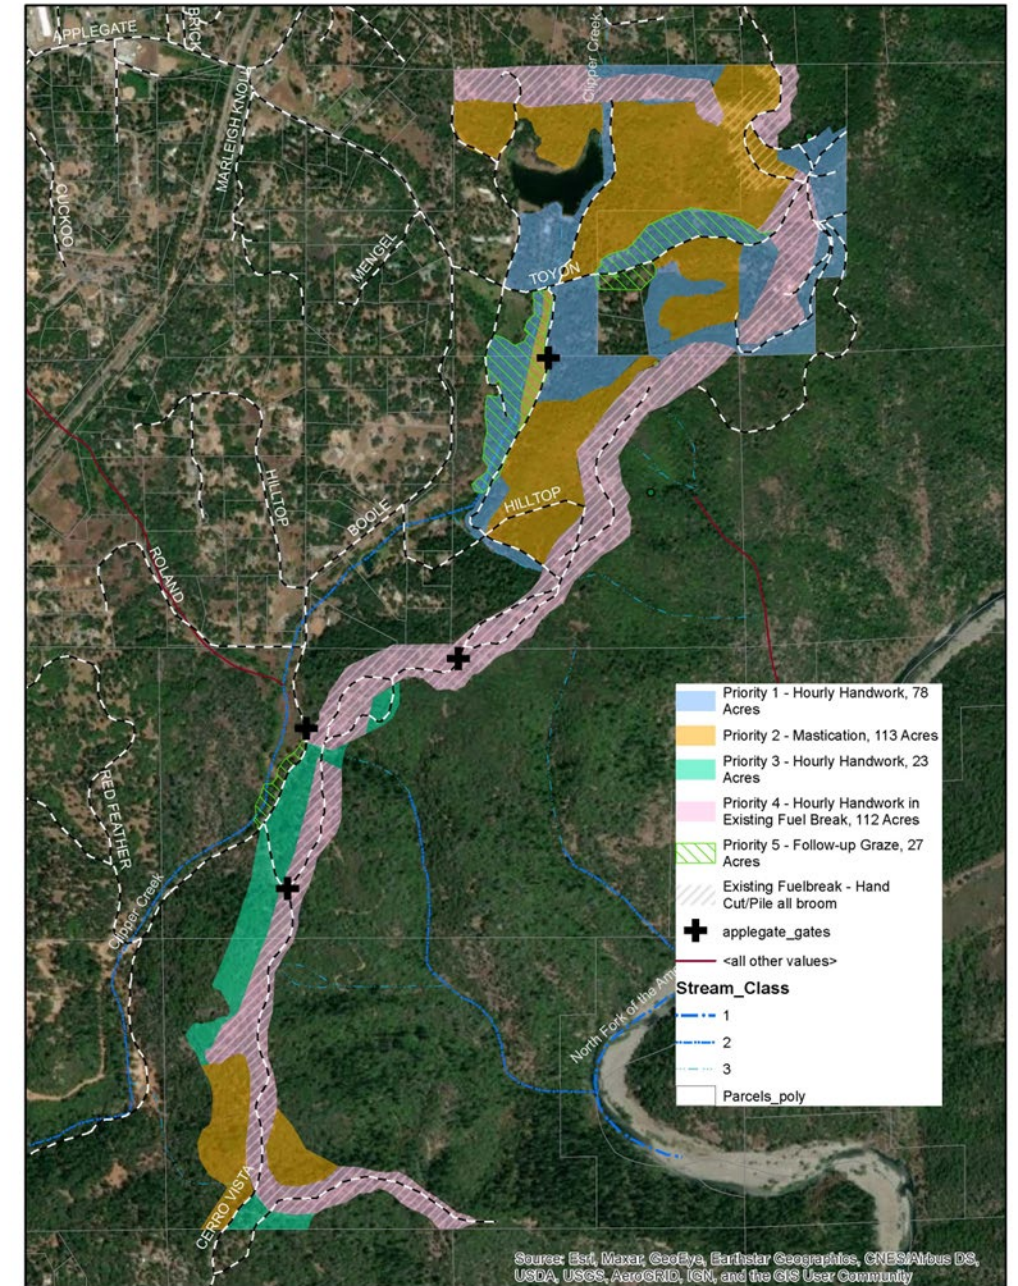 APPLEGATE
BRICK
Clipper Creek
MARLEIGH KNOLL
CUCKOO
MENGEL
TOYON
HILLTOP
HILLTOP
BOOLE
ROLAND
RED FEATHER
Clipper Creek
North Fork of the Ame
CERRO VISTA
Priority 1 - Hourly Handwork, 78
Acres
Priority 2 - Mastication, 113 Acres
Priority 3 - Hourly Handwork, 23
Acres
Priority 4 - Hourly Handwork in
Existing Fuel Break, 112 Acres
Priority 5 - Follow-up Graze, 27
Acres
Existing Fuelbreak - Hand
Cut/Pile all broom
applegate_gates
<all other values>
Stream_Class
1
2
3
Parcels_poly
Source: Esri, Maxar, GeoEye, Earthstar Geographics, CNES/Airbus DS,
USDA, USGS, AeroGRID, IGN, and the GIS User Community